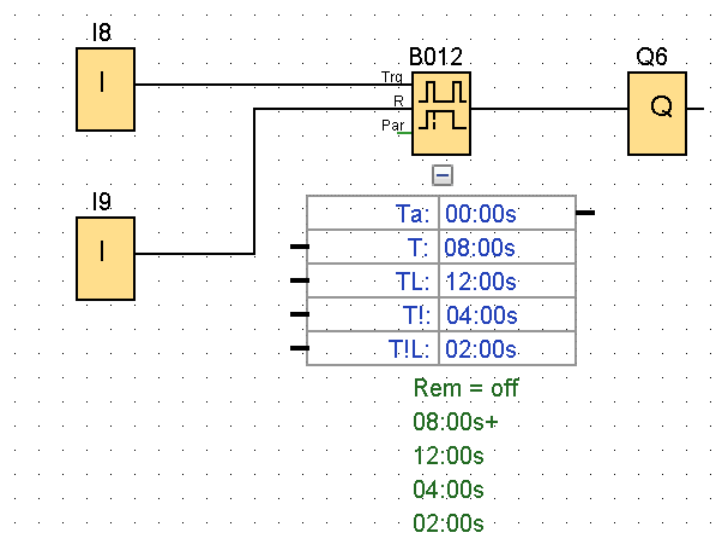 I8
I
B012
Trg
R
Par
Q6
Q
I9
I
Ta: 00:00s
T: 08:00s
TL: 12:00s
T!: 04:00s
T!L: 02:00s
Rem = off
08:00s+
12:00s
04:00s
02:00s